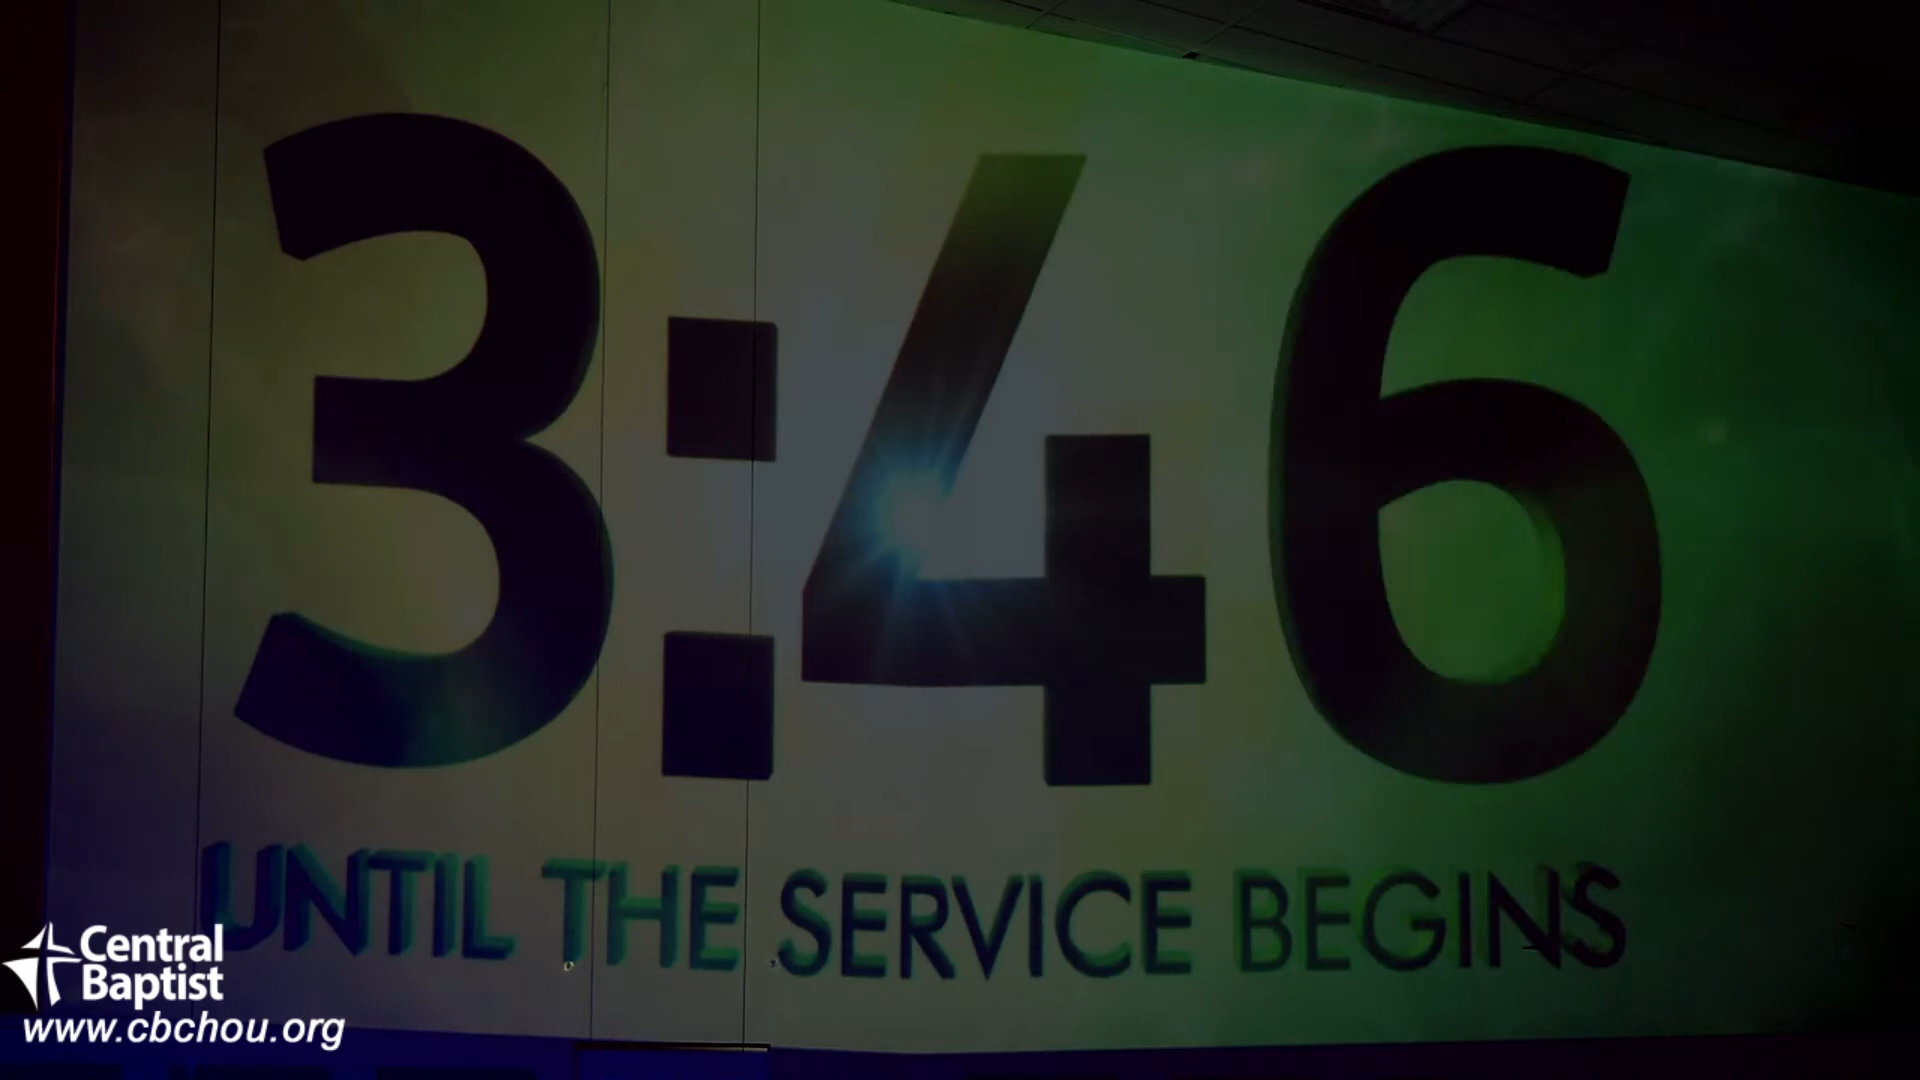 3:46
UNTIL THE SERVICE BEGINS
Central
Baptist
www.cbchou.org